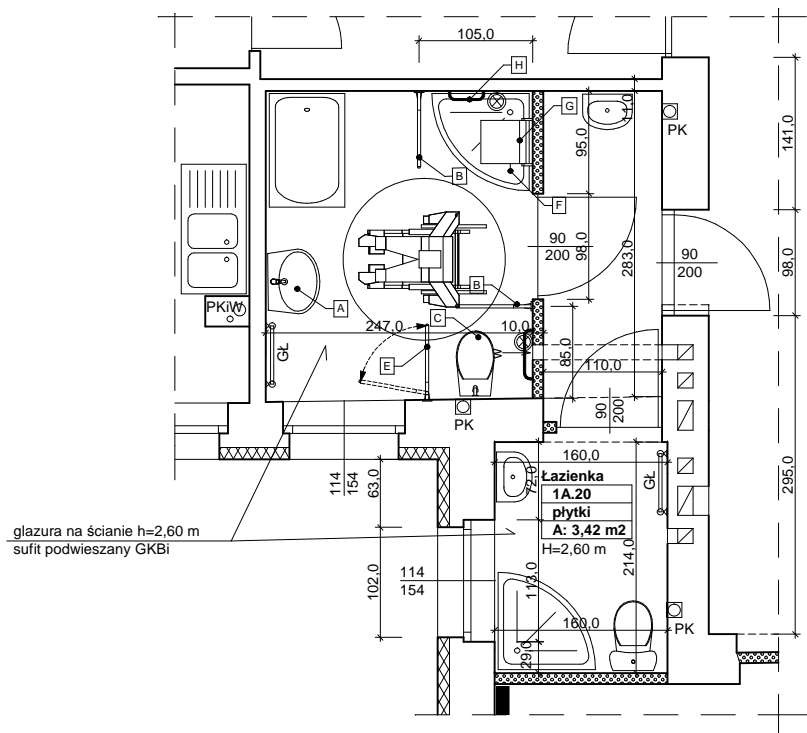 105,0
H
G
B
F
A
B
C
E
PK
PKiW
GŁ
95,0
98,0
283,0
1,0
141,0
98,0
295,0
90
200
90
200
90
200
247,0
10,0
85,0
110,0
PK
114
154
63,0
102,0
114
154
160,0
72,0
113,0
29,0
214,0
160,0
GŁ
Łazienka
1A.20
płytki
A: 3,42 m2
H=2,60 m
PK
glazura na ścianie h=2,60 m
sufit podwieszany GKBi
W